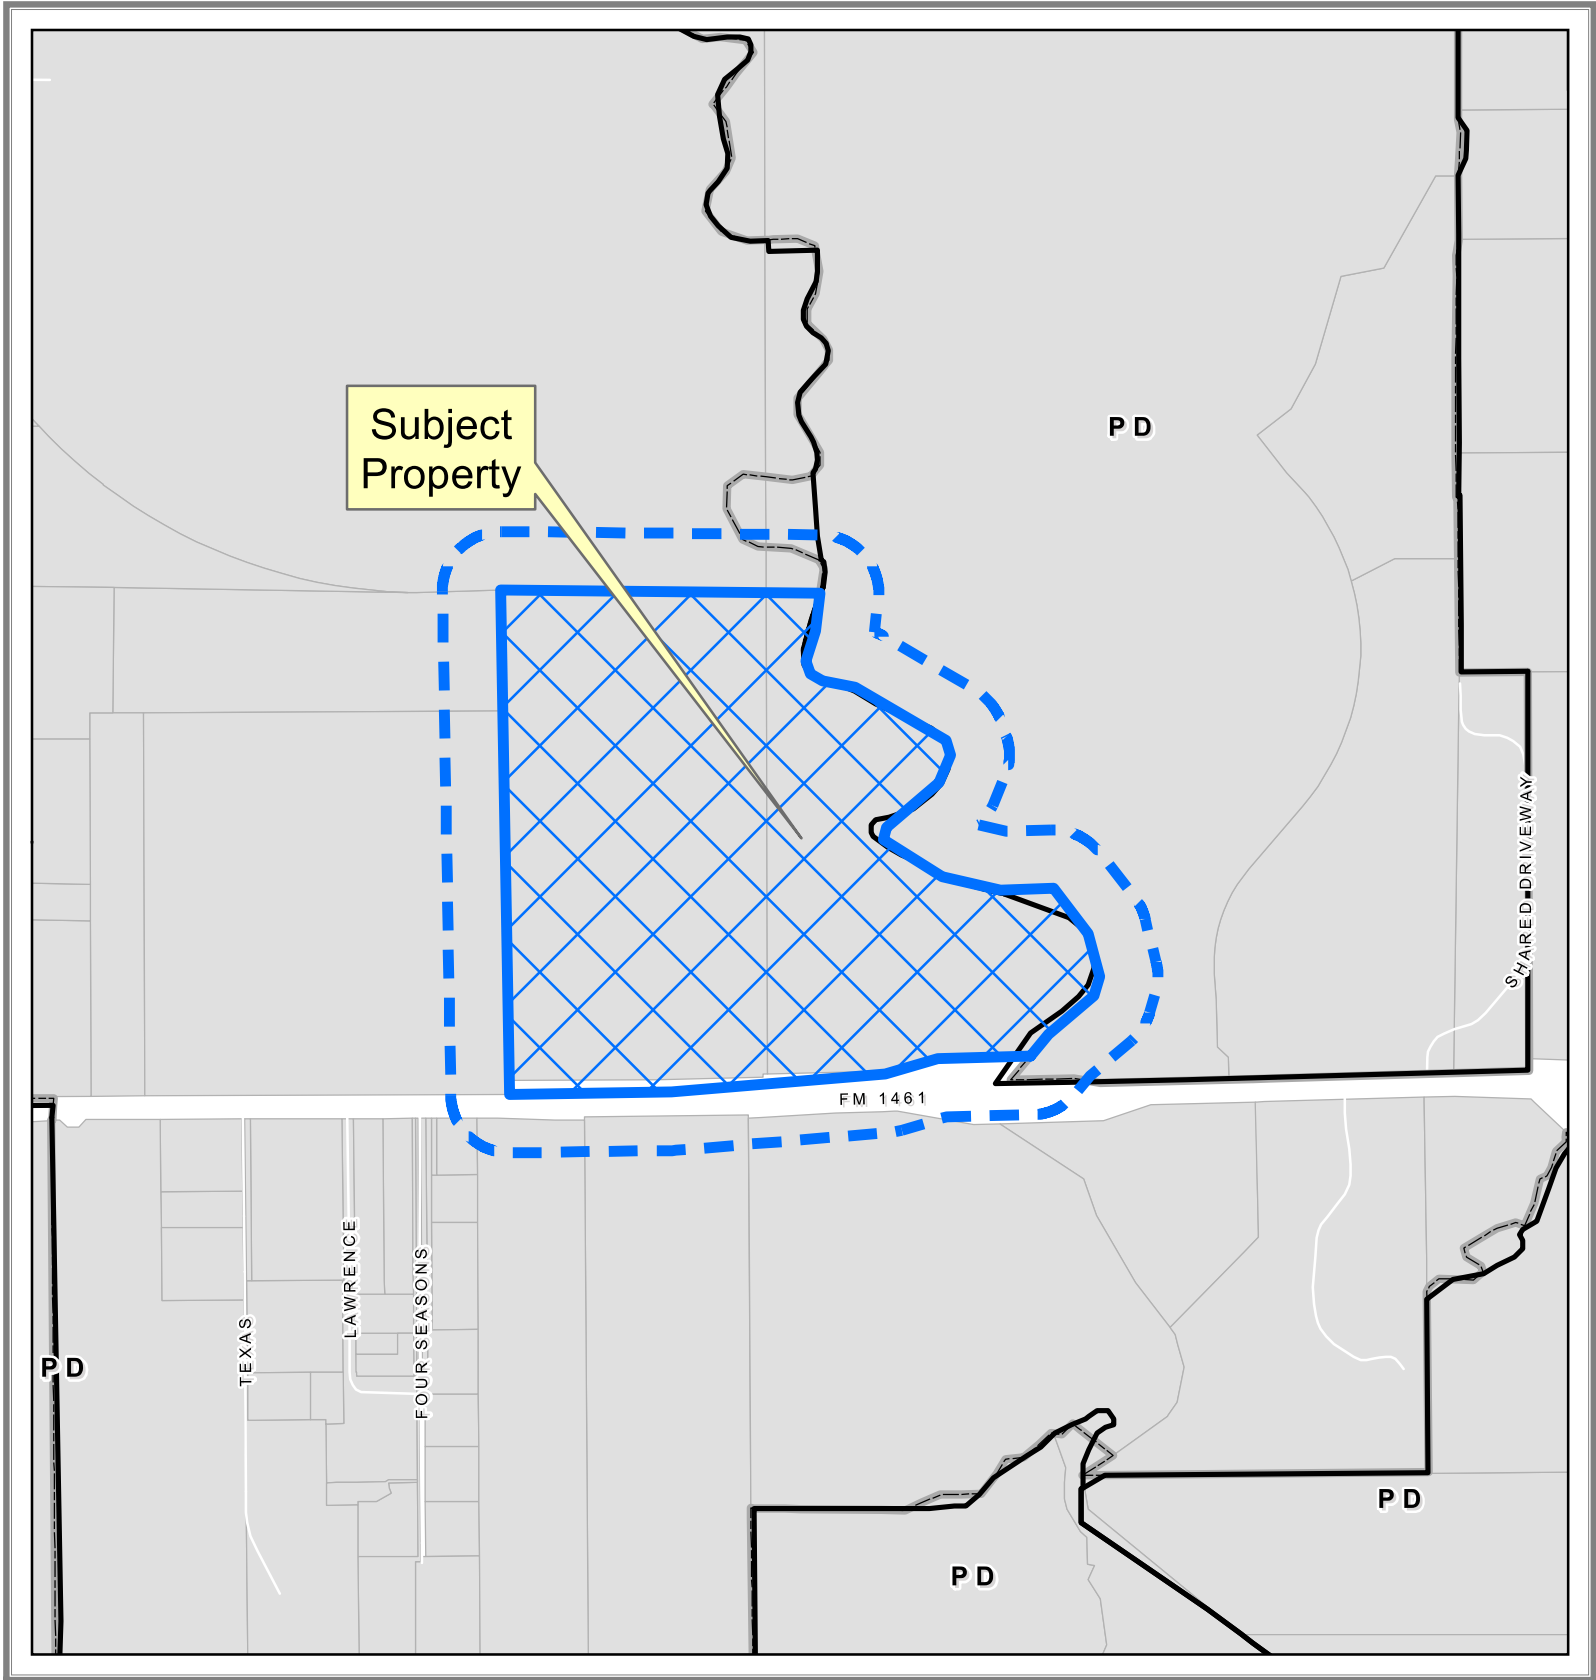 Subject
Property
PD
SHARED DRIVEWAY
FM 1461
LAWRENCE
FOUR SEASONS
TEXAS
PD
PD
PD